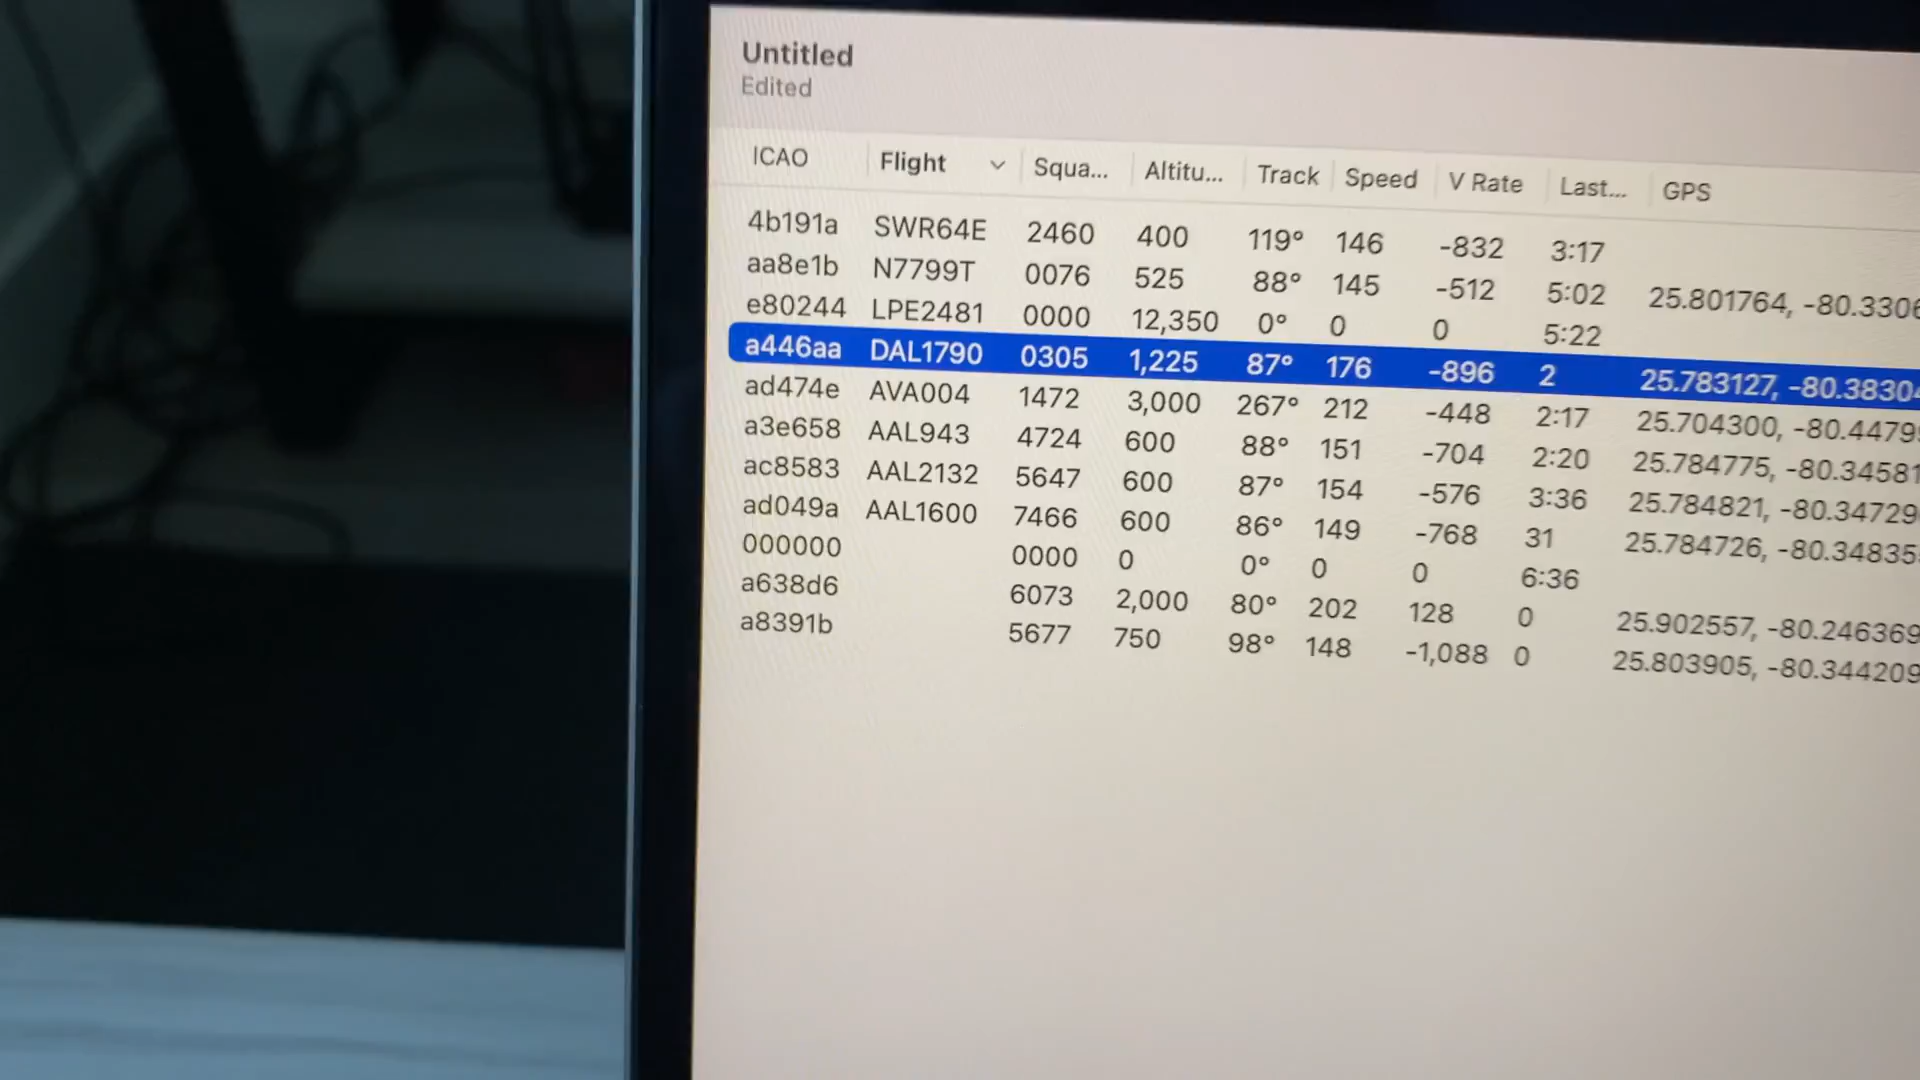 Untitled
Edited
ICAO Flight Squa... Altitu... Track Speed V Rate Last... GPS
4b191a SWR64E 2460 400 119° 146 -832 3:17
aa8e1b N7799T 0076 525 88° 145 -512 5:02 25.801764, -80.3306
e80244 LPE2481 0000 12,350 0° 0 0 5:22
a446aa DAL1790 0305 1,225 87° 176 -896 2 25.783127, -80.38304
ad474e AVA004 1472 3,000 267° 212 -448 2:17 25.704300, -80.4479
a3e658 AAL943 4724 600 88° 151 -704 2:20 25.784775, -80.34581
ac8583 AAL2132 5647 600 87° 154 -576 3:36 25.784821, -80.34729
ad049a AAL1600 7466 600 86° 149 -768 31 25.784726, -80.34835
000000 0000 0 0° 0 0 6:36
a638d6 6073 2,000 80° 202 128 0 25.902557, -80.246369
a8391b 5677 750 98° 148 -1,088 0 25.803905, -80.344209